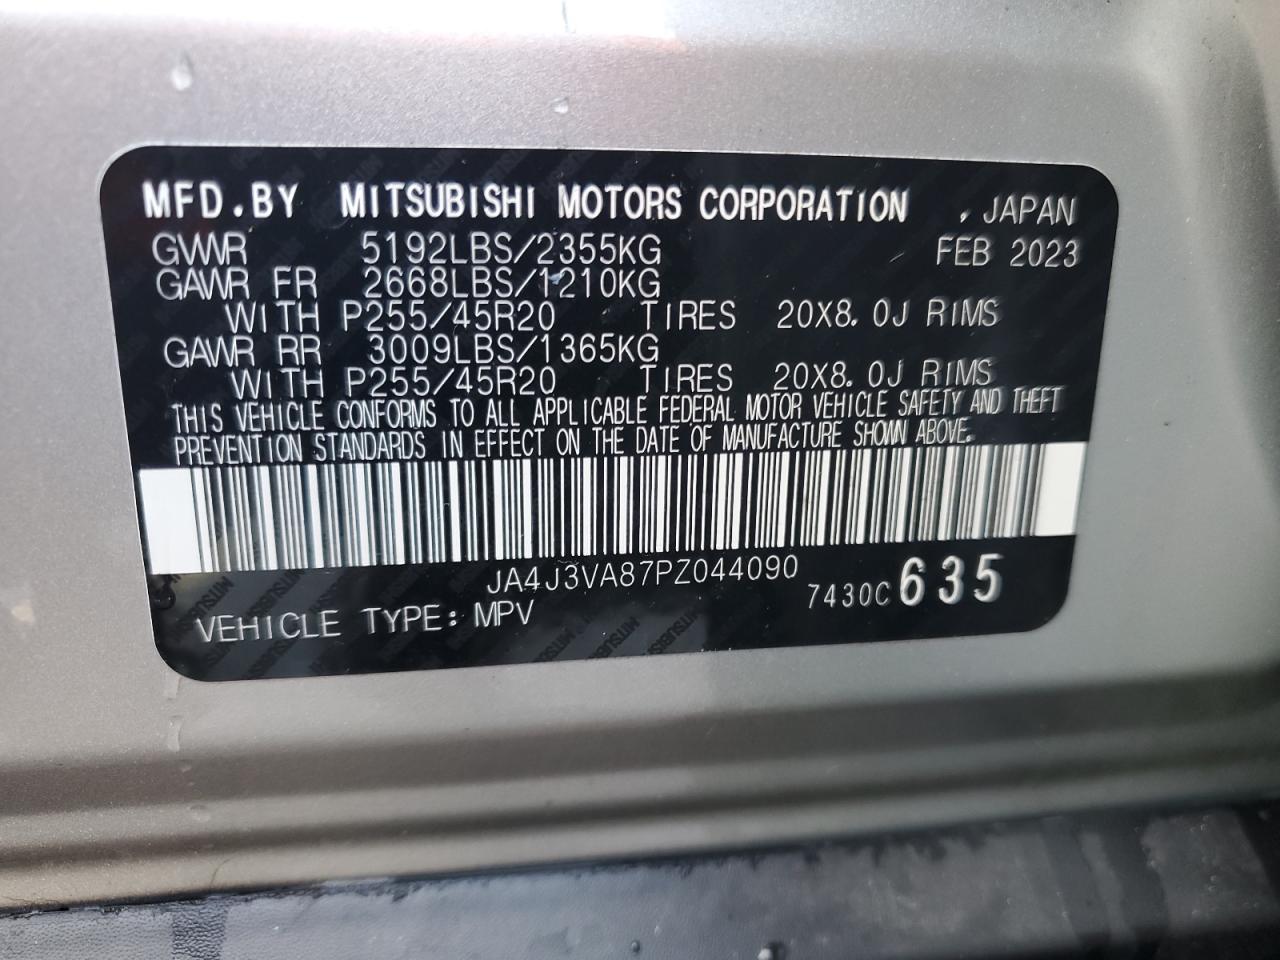 MFD.BY MITSUBISHI MOTORS CORPORATION , JAPAN
GVWR 5192LBS/2355KG FEB 2023
GAWR FR 2668LBS/1210KG
WITH P255/45R20 TIRES 20X8.0J RIMS
GAWR RR 3009LBS/1365KG
WITH P255/45R20 TIRES 20X8.0J RIMS
THIS VEHICLE CONFORMS TO ALL APPLICABLE FEDERAL MOTOR VEHICLE SAFETY AND THEFT
PREVENTION STANDARDS IN EFFECT ON THE DATE OF MANUFACTURE SHOWN ABOVE.
JA4J3VA87PZ044090
7430C 635
VEHICLE TYPE: MPV